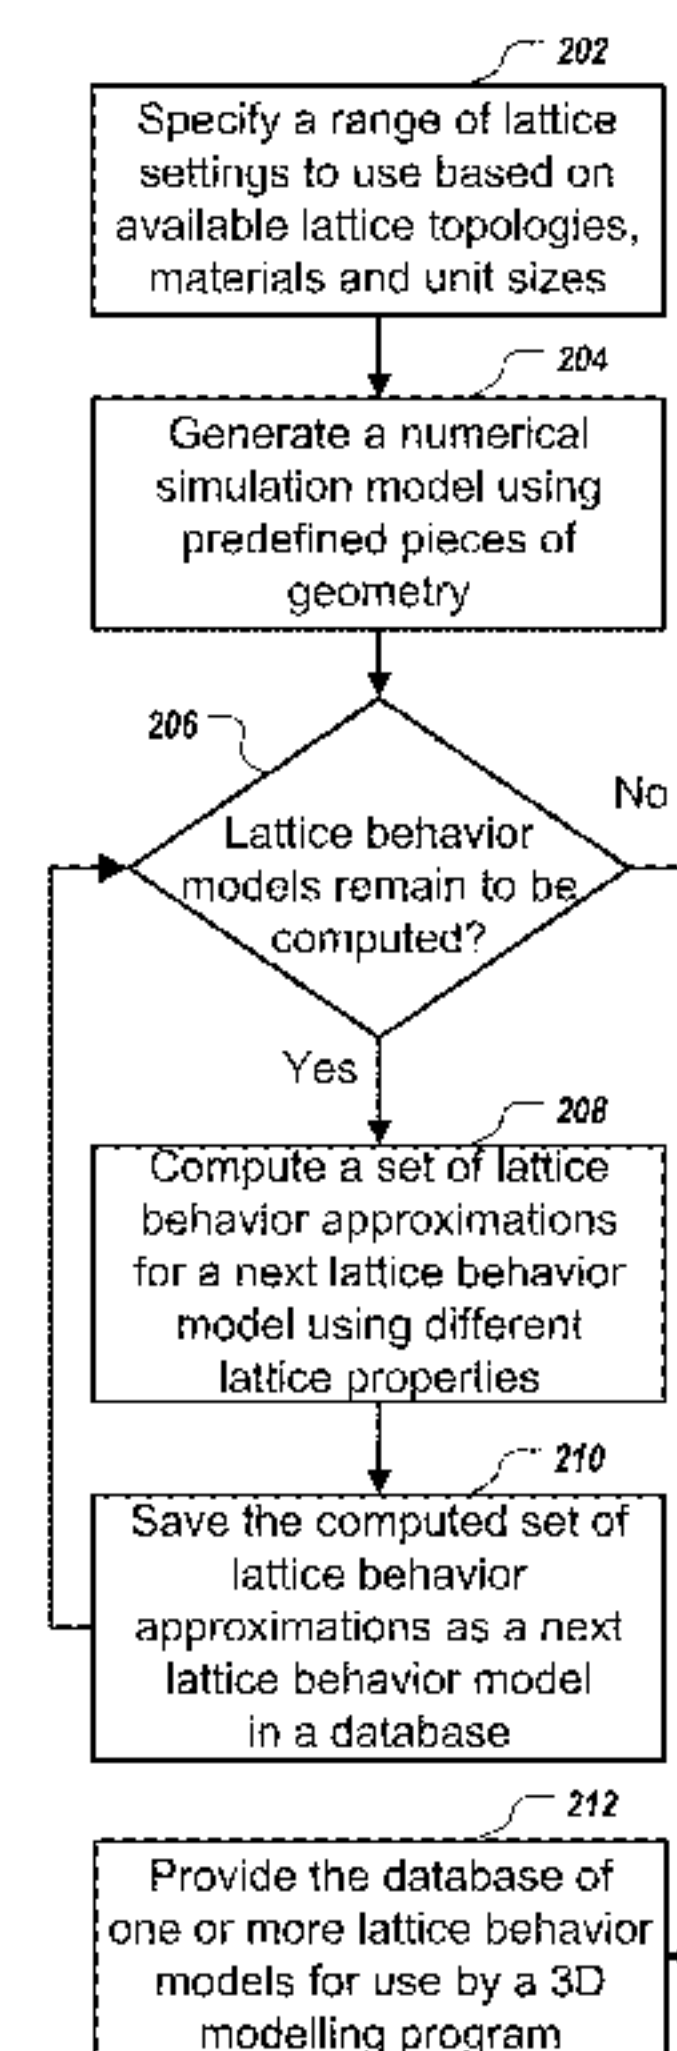 202
Specify a range of lattice
settings to use based on
available lattice topologies,
materials and unit sizes
204
Generate a numerical
simulation model using
predefined pieces of
geometry
206
No
Lattice behavior
models remain to be
computed?
Yes
208
Compute a set of lattice
behavior approximations
for a next lattice behavior
model using different
lattice properties
210
Save the computed set of
lattice behavior
approximations as a next
lattice behavior model
in a database
212
Provide the database of
one or more lattice behavior
models for use by a 3D
modelling program